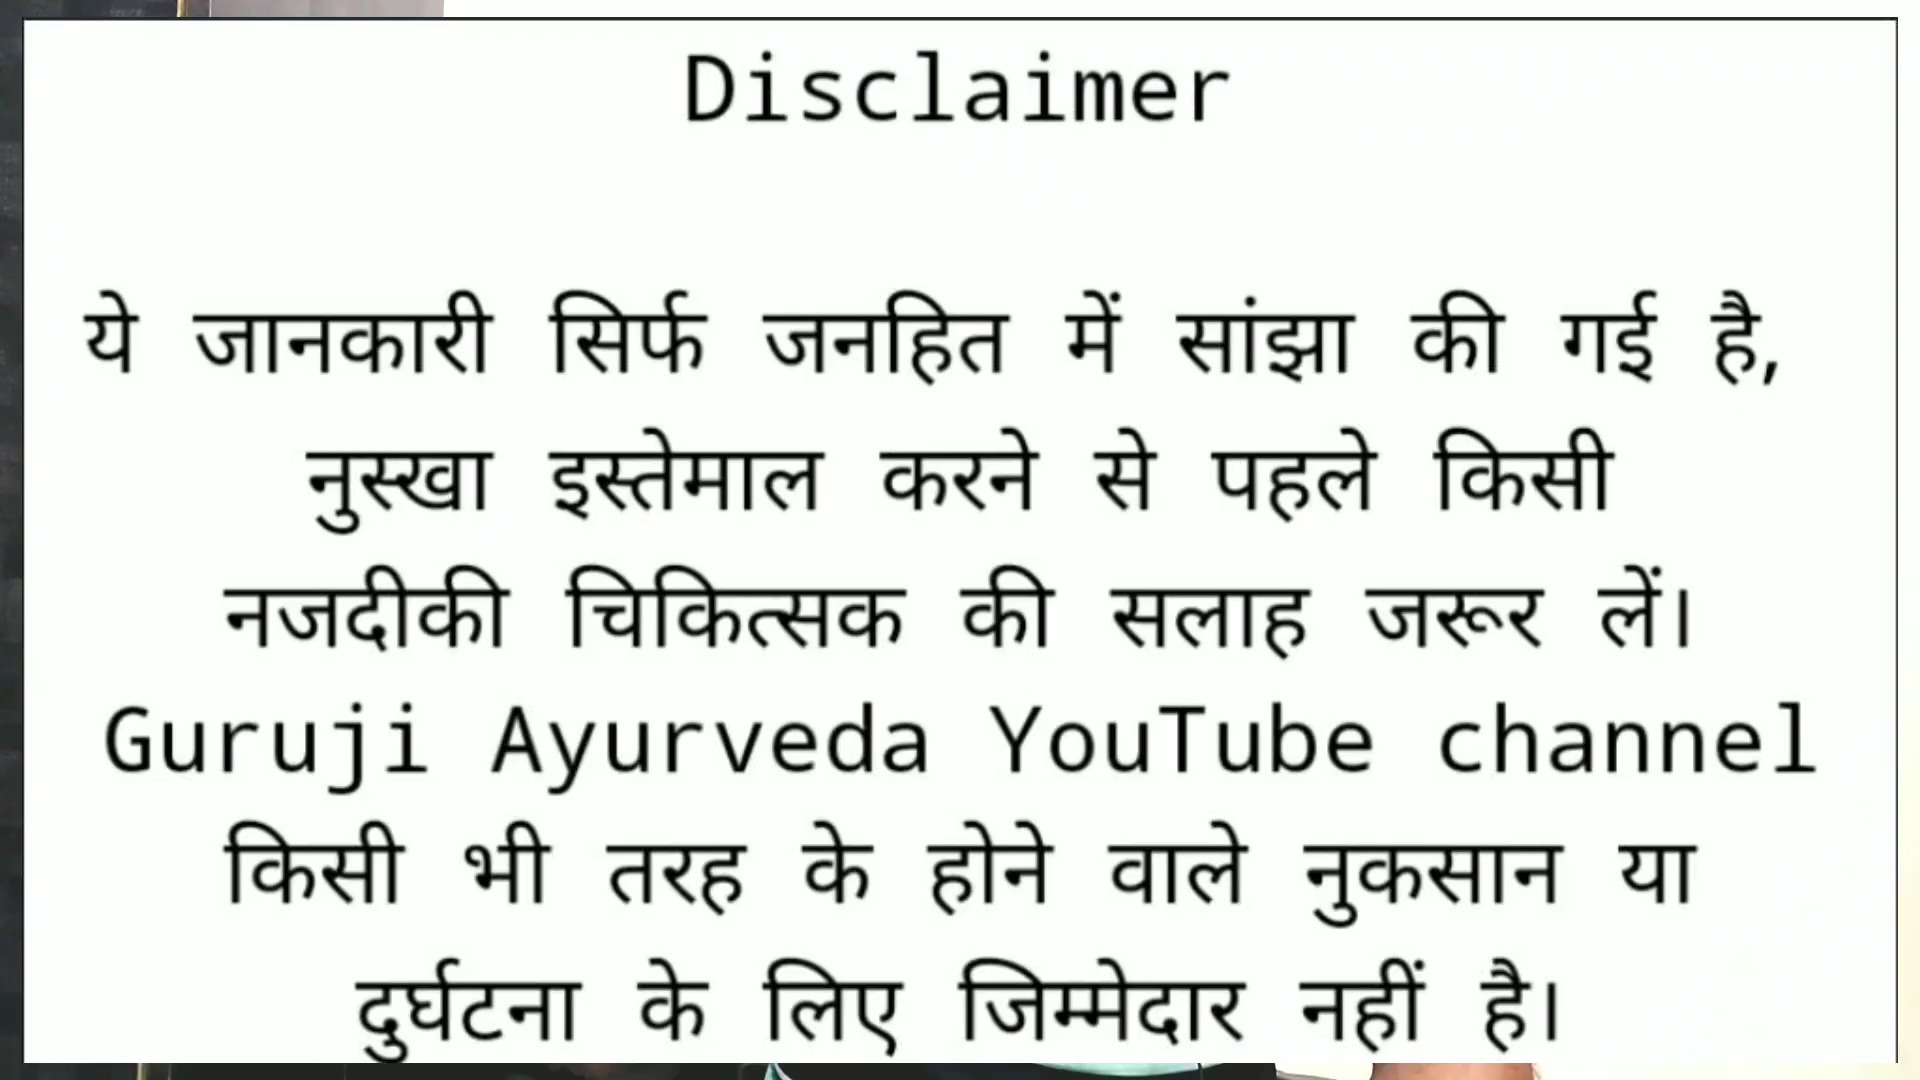 Disclaimer
ये जानकारी सिर्फ जनहित में सांझा की गई है,
नुस्खा इस्तेमाल करने से पहले किसी
नजदीकी चिकित्सक की सलाह जरूर लें।
Guruji Ayurveda YouTube channel
किसी भी तरह के होने वाले नुकसान या
दुर्घटना के लिए जिम्मेदार नहीं है।